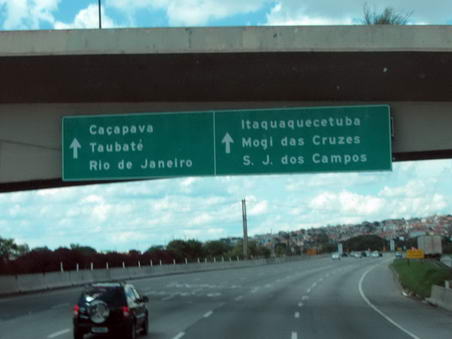 Caçapava
Taubaté
Rio de Janeiro
Itaquaquecetuba
Mogi das Cruzes
S. J. dos Campos